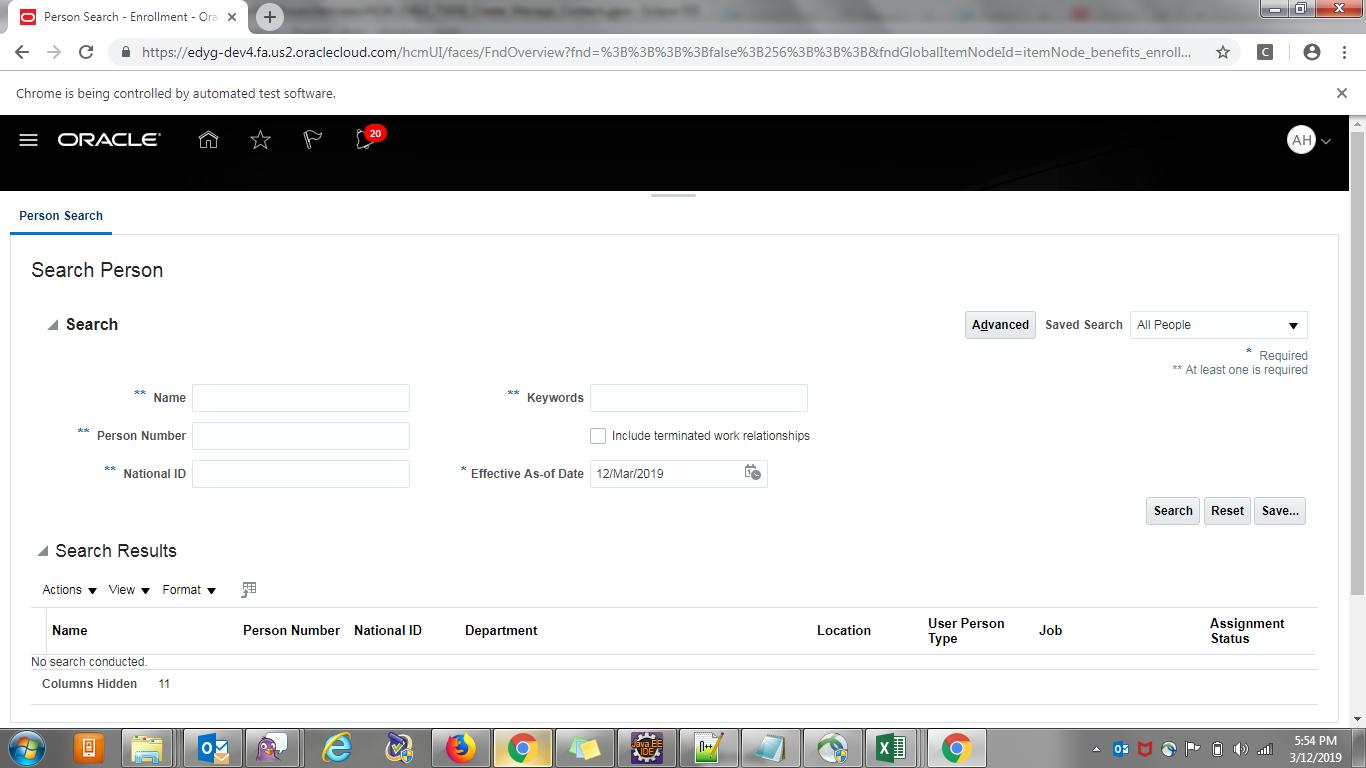 Person Search - Enrollment - Ora
https://edyg-dev4.fa.us2.oraclecloud.com/hcmUI/faces/FndOverview?fnd=%3B%3B%3B%3Bfalse%3B256%3B%3B%3B&fndGlobalItemNodeId=itemNode_benefits_enroll...
Chrome is being controlled by automated test software.
ORACLE
20
AH
Person Search
Search Person
Search
Advanced Saved Search All People
* Required
** At least one is required
** Name
** Keywords
** Person Number
Include terminated work relationships
** National ID
* Effective As-of Date 12/Mar/2019
Search Reset Save...
Search Results
Actions View Format
Name Person Number National ID Department Location User Person Type Job Assignment Status
No search conducted.
Columns Hidden 11
5:54 PM
3/12/2019